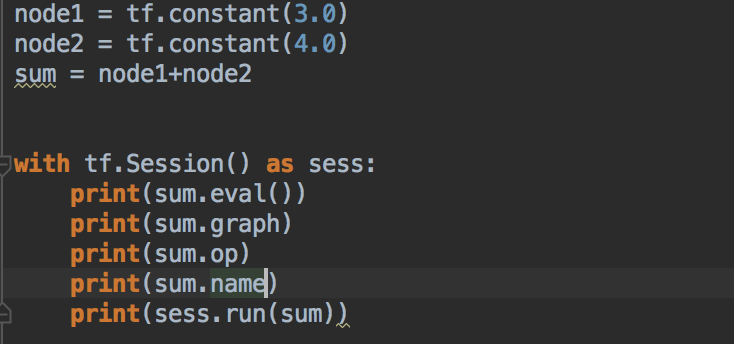 node1 = tf.constant(3.0)
node2 = tf.constant(4.0)
sum = node1+node2
with tf.Session() as sess:
    print(sum.eval())
    print(sum.graph)
    print(sum.op)
    print(sum.name)
    print(sess.run(sum))